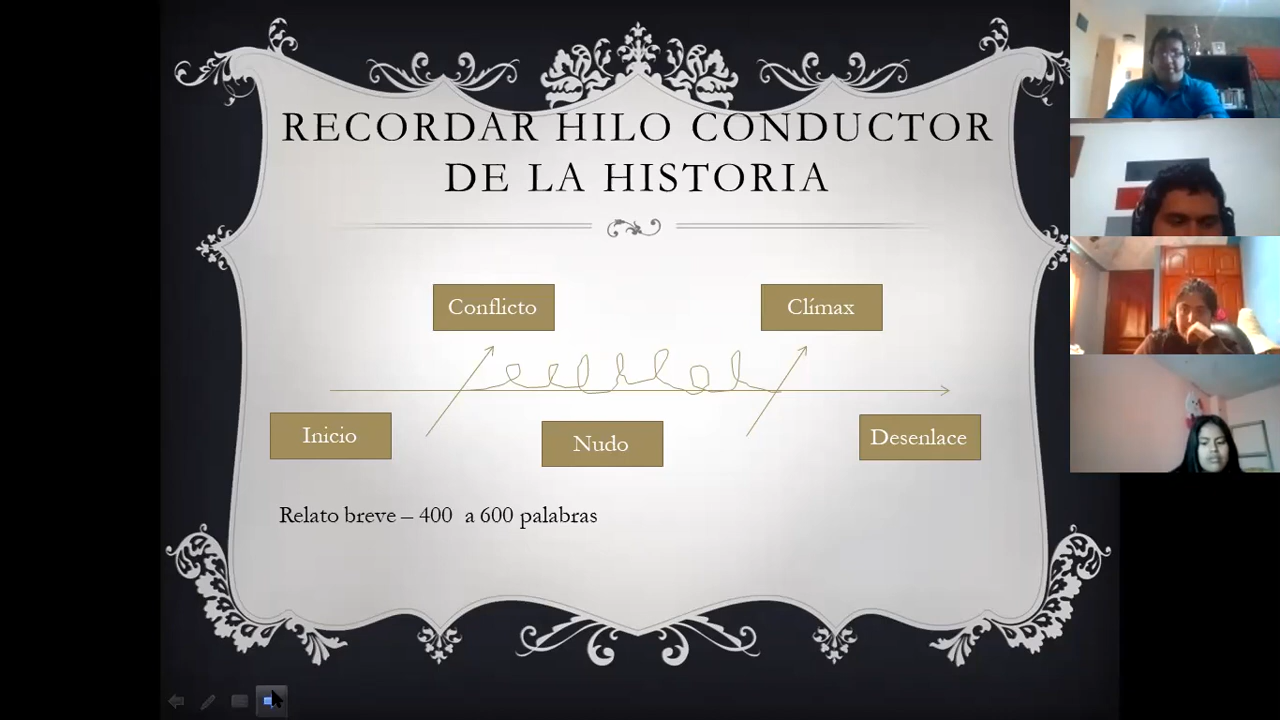 RECORDAR HILO CONDUCTOR
DE LA HISTORIA
Conflicto
Clímax
Inicio
Nudo
Desenlace
Relato breve – 400 a 600 palabras